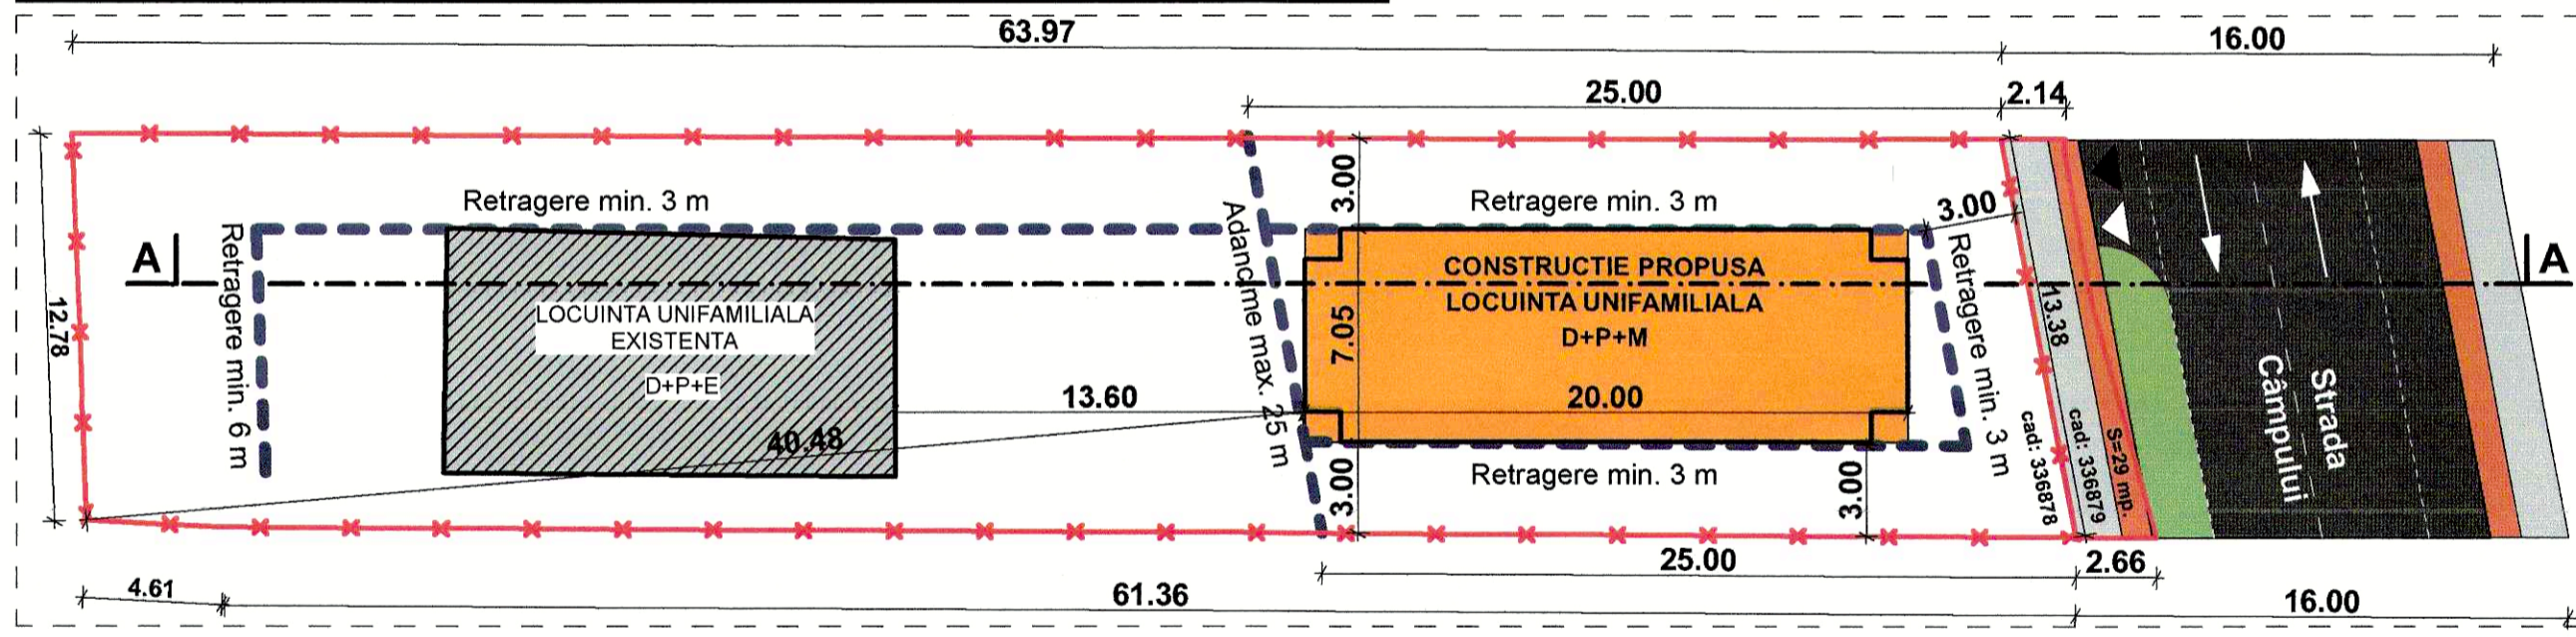 63.97
16.00
25.00
2.14
Retragere min. 3 m
3.00
Retragere min. 3 m
3.00
A
A
12.78
Retragere min. 6 m
LOCUINTA UNIFAMILIALA
EXISTENTA
D+P+E
40.48
13.60
Adancime max. 25 m
CONSTRUCTIE PROPUSA
LOCUINTA UNIFAMILIALA
D+P+M
7.05
20.00
Retragere min. 3 m
13.38
cad: 336878
cad: 336879
S=29 mp.
Strada
Câmpului
3.00
Retragere min. 3 m
3.00
25.00
2.66
4.61
61.36
16.00